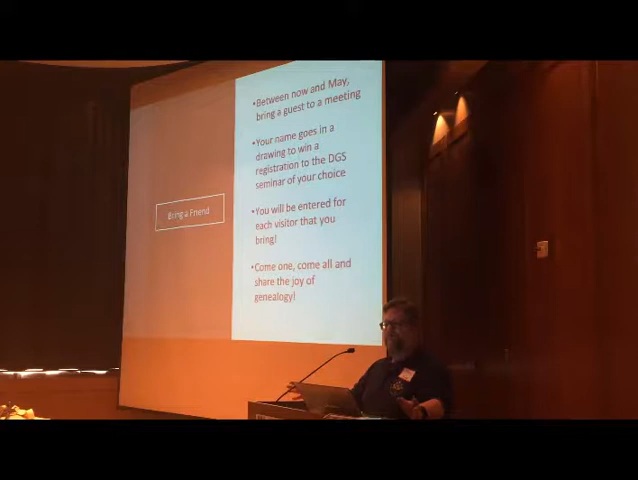 Bring a Friend
•Between now and May,
bring a guest to a meeting
•Your name goes in a
drawing to win a
registration to the DGS
seminar of your choice
•You will be entered for
each visitor that you
bring!
•Come one, come all and
share the joy of
genealogy!